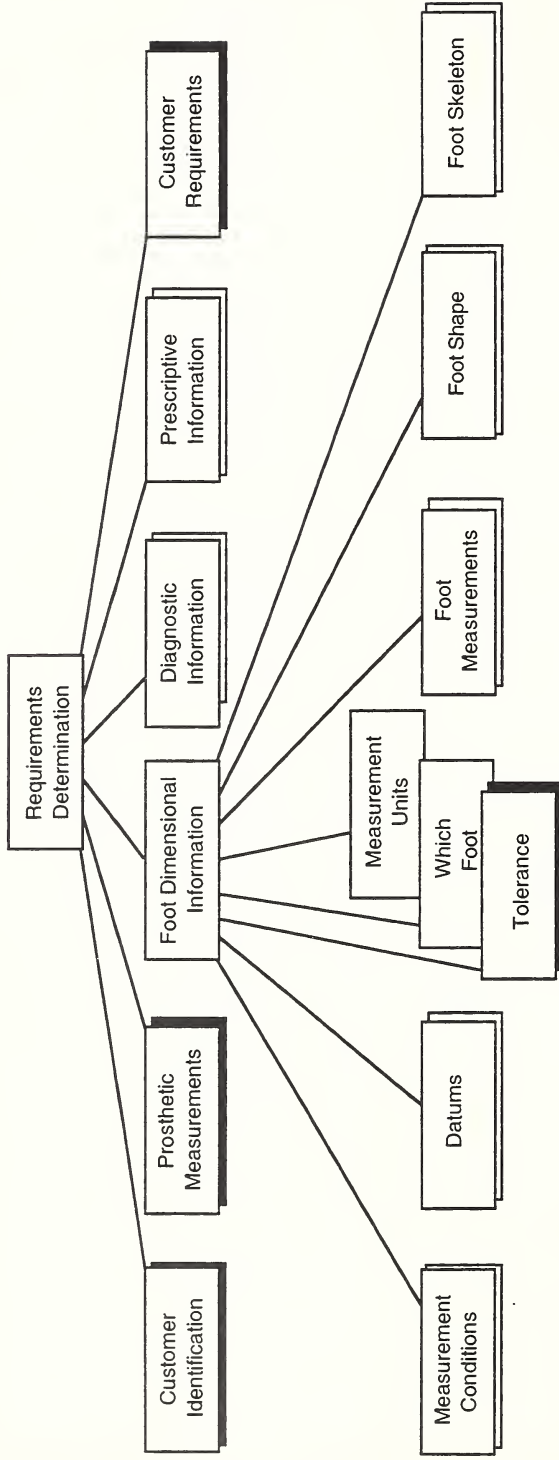 Requirements
Determination
Customer
Identification
Prosthetic
Measurements
Foot Dimensional
Information
Diagnostic
Information
Prescriptive
Information
Customer
Requirements
Measurement
Conditions
Datums
Measurement
Units
Which
Foot
Tolerance
Foot
Measurements
Foot Shape
Foot Skeleton